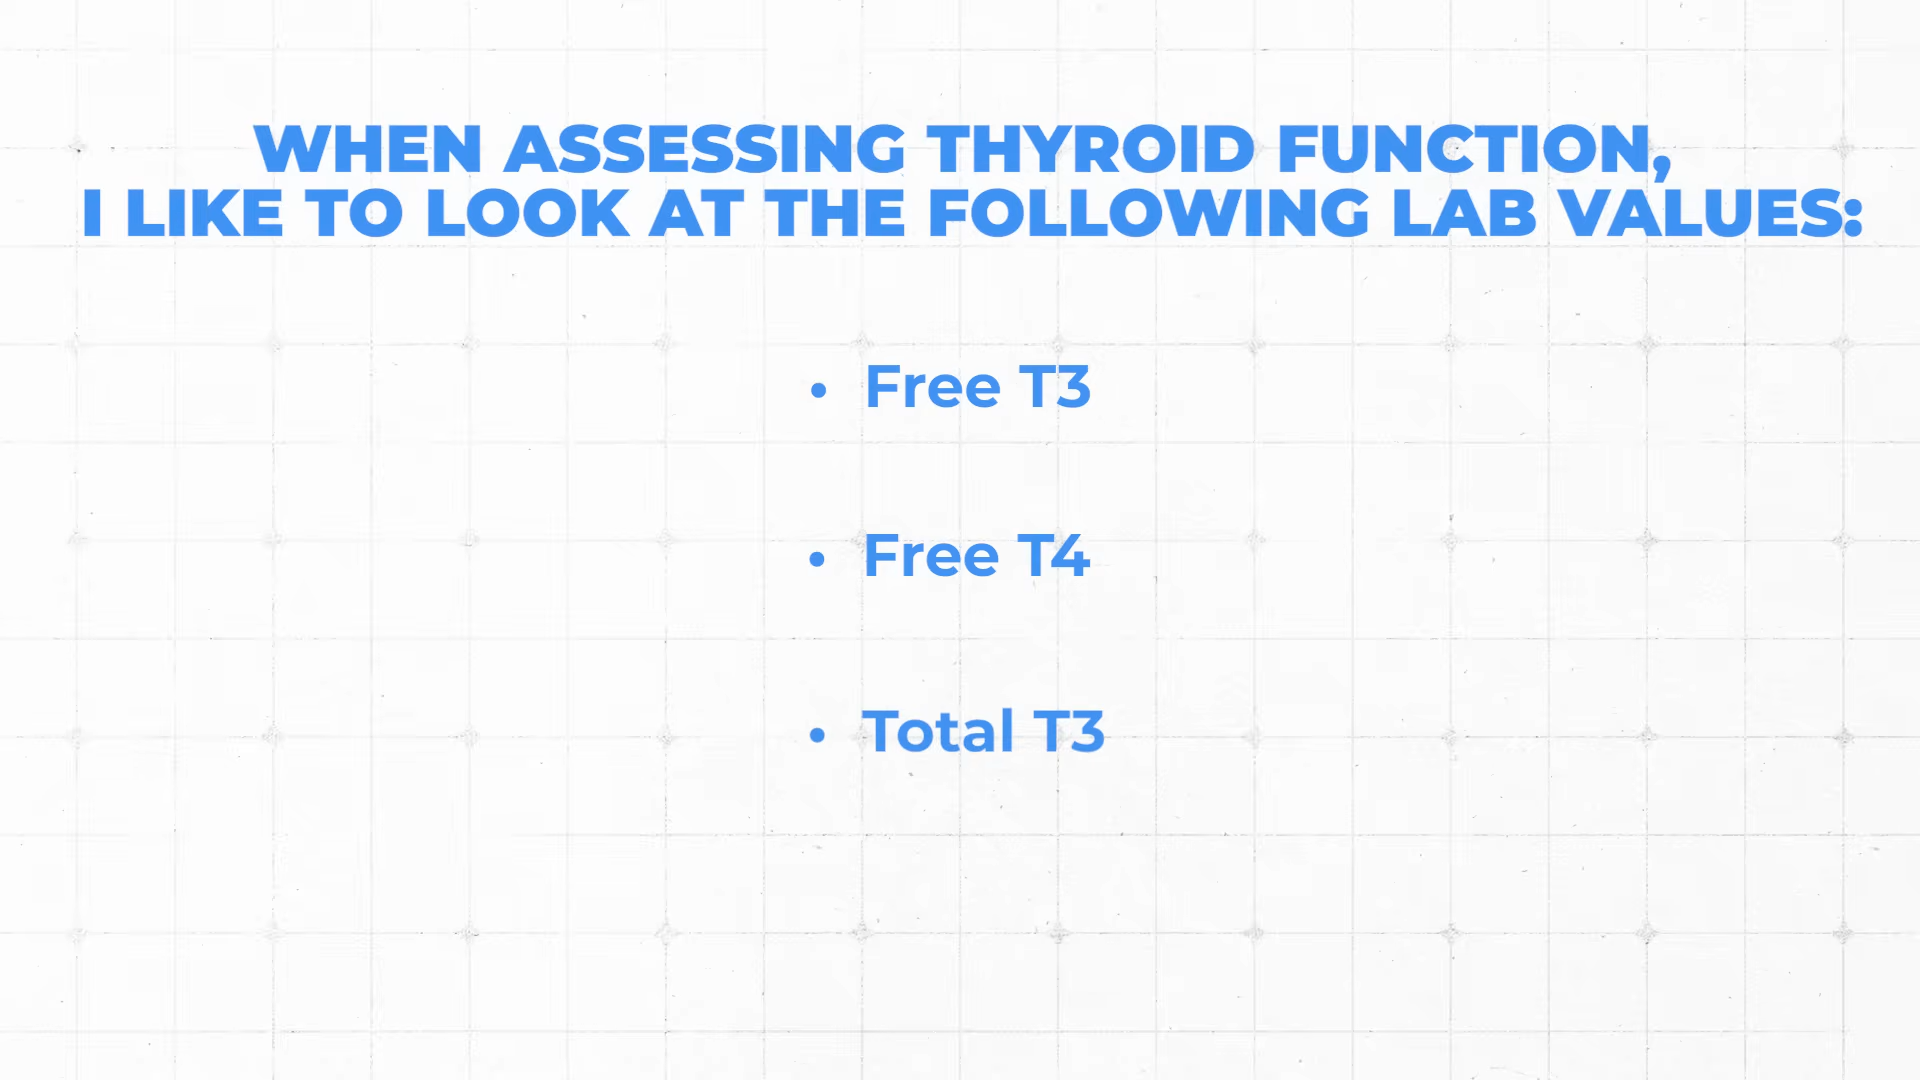 WHEN ASSESSING THYROID FUNCTION,
I LIKE TO LOOK AT THE FOLLOWING LAB VALUES:
• Free T3
• Free T4
• Total T3